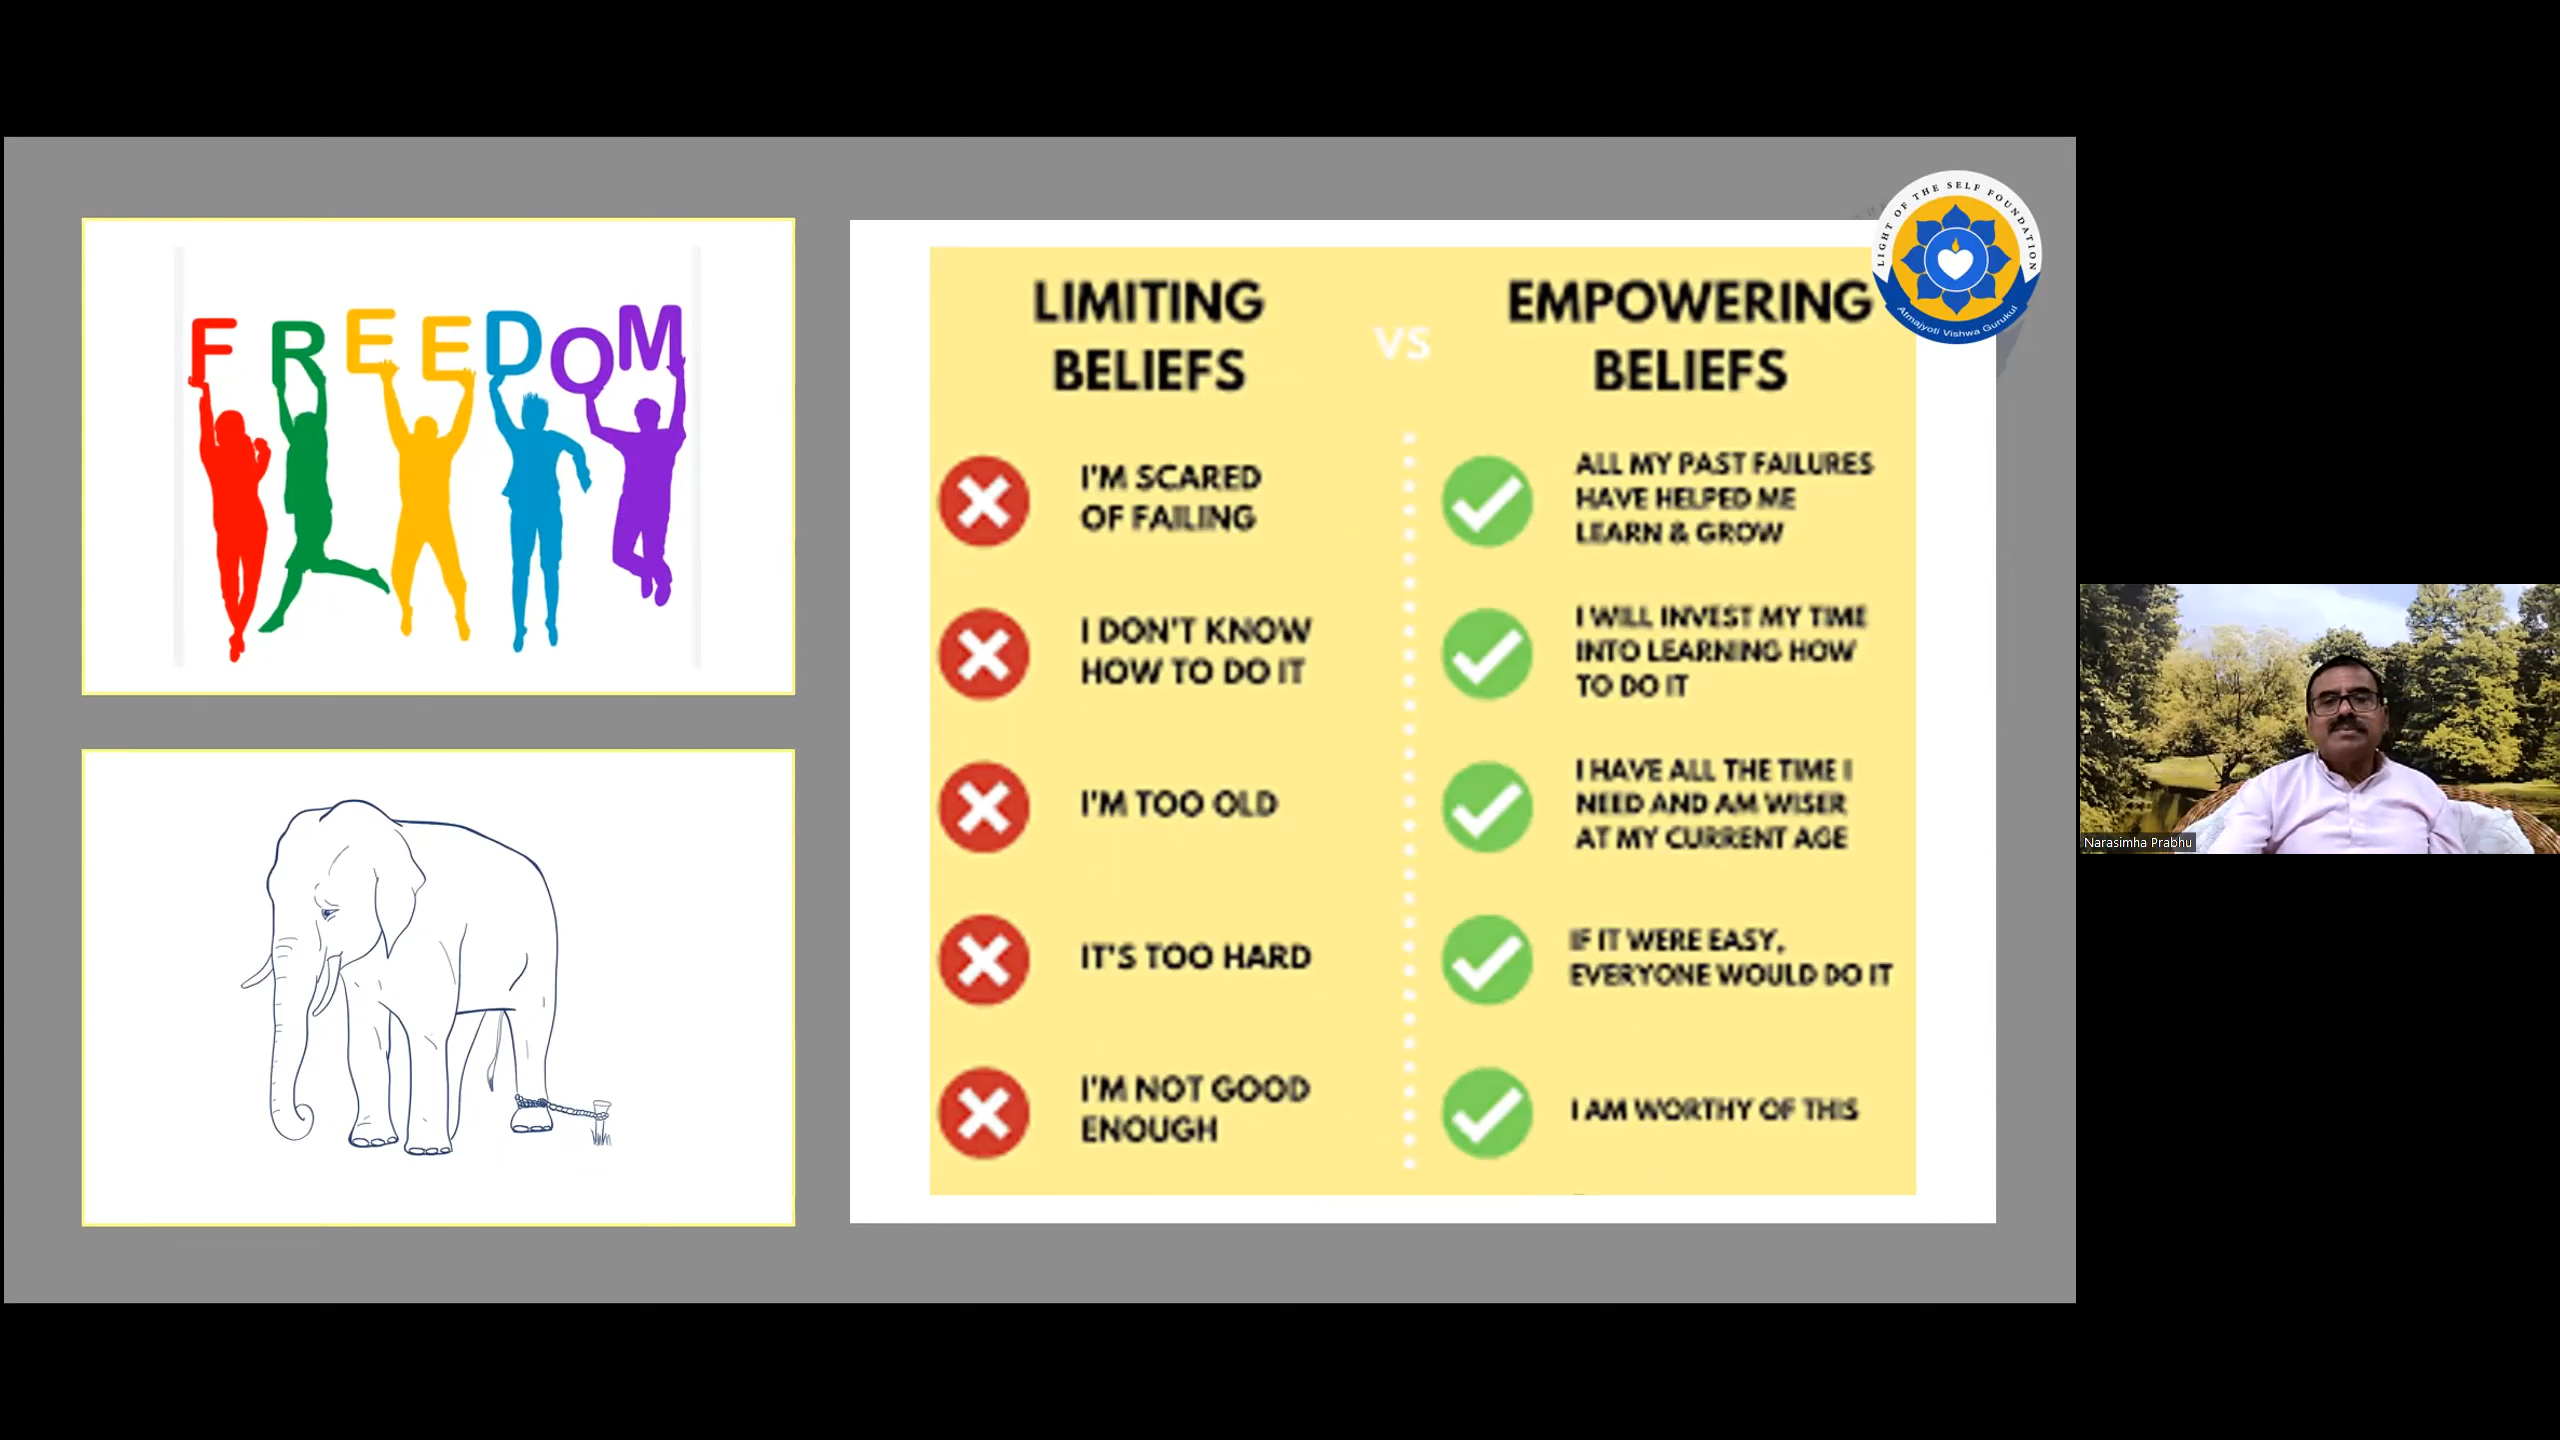 FREEDOM
LIMITING
BELIEFS
VS
EMPOWERING
BELIEFS
I'M SCARED
OF FAILING
ALL MY PAST FAILURES
HAVE HELPED ME
LEARN & GROW
I DON'T KNOW
HOW TO DO IT
I WILL INVEST MY TIME
INTO LEARNING HOW
TO DO IT
I'M TOO OLD
I HAVE ALL THE TIME I
NEED AND AM WISER
AT MY CURRENT AGE
IT'S TOO HARD
IF IT WERE EASY,
EVERYONE WOULD DO IT
I'M NOT GOOD
ENOUGH
I AM WORTHY OF THIS
LIGHT OF THE SELF FOUNDATION
Atmajyoti Vishwa Gurukul
Narasimha Prabhu